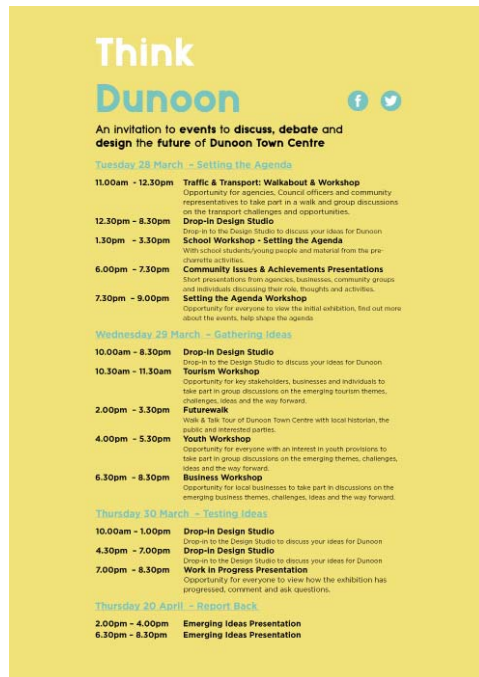 Think
Dunoon
An invitation to events to discuss, debate and
design the future of Dunoon Town Centre
Tuesday 28 March – Setting the Agenda
11.00am - 12.30pm Traffic & Transport: Walkabout & Workshop
Opportunity for agencies, Council officers and community
representatives to take part in a walk and group discussions
on the transport challenges and opportunities.
12.30pm – 8.30pm Drop-in Design Studio
Drop-in to the Design Studio to discuss your ideas for Dunoon
1.30pm - 3.30pm School Workshop - Setting the Agenda
With school students/young people and material from the pre-
charrette activities.
6.00pm – 7.30pm Community Issues & Achievements Presentations
Short presentations from agencies, businesses, community groups
and individuals discussing their role, thoughts and activities.
7.30pm – 9.00pm Setting the Agenda Workshop
Opportunity for everyone to view the initial exhibition, find out more
about the events, help shape the agenda
Wednesday 29 March – Gathering Ideas
10.00am – 8.30pm Drop-in Design Studio
Drop-in to the Design Studio to discuss your ideas for Dunoon
10.30am – 11.30am Tourism Workshop
Opportunity for key stakeholders, businesses and individuals to
take part in group discussions on the emerging tourism themes,
challenges, ideas and the way forward.
2.00pm – 3.30pm Futurewalk
Walk & Talk Tour of Dunoon Town Centre with local historian, the
public and interested parties.
4.00pm – 5.30pm Youth Workshop
Opportunity for everyone with an interest in youth provisions to
take part in group discussions on the emerging themes, challenges,
ideas and the way forward.
6.30pm – 8.30pm Business Workshop
Opportunity for local businesses to take part in discussions on the
emerging business themes, challenges, ideas and the way forward.
Thursday 30 March – Testing Ideas
10.00am – 1.00pm Drop-in Design Studio
Drop-in to the Design Studio to discuss your ideas for Dunoon
4.30pm – 7.00pm Drop-in Design Studio
Drop-in to the Design Studio to discuss your ideas for Dunoon
7.00pm – 8.30pm Work in Progress Presentation
Opportunity for everyone to view how the exhibition has
progressed, comment and ask questions.
Thursday 20 April – Report Back
2.00pm – 4.00pm Emerging Ideas Presentation
6.30pm – 8.30pm Emerging Ideas Presentation